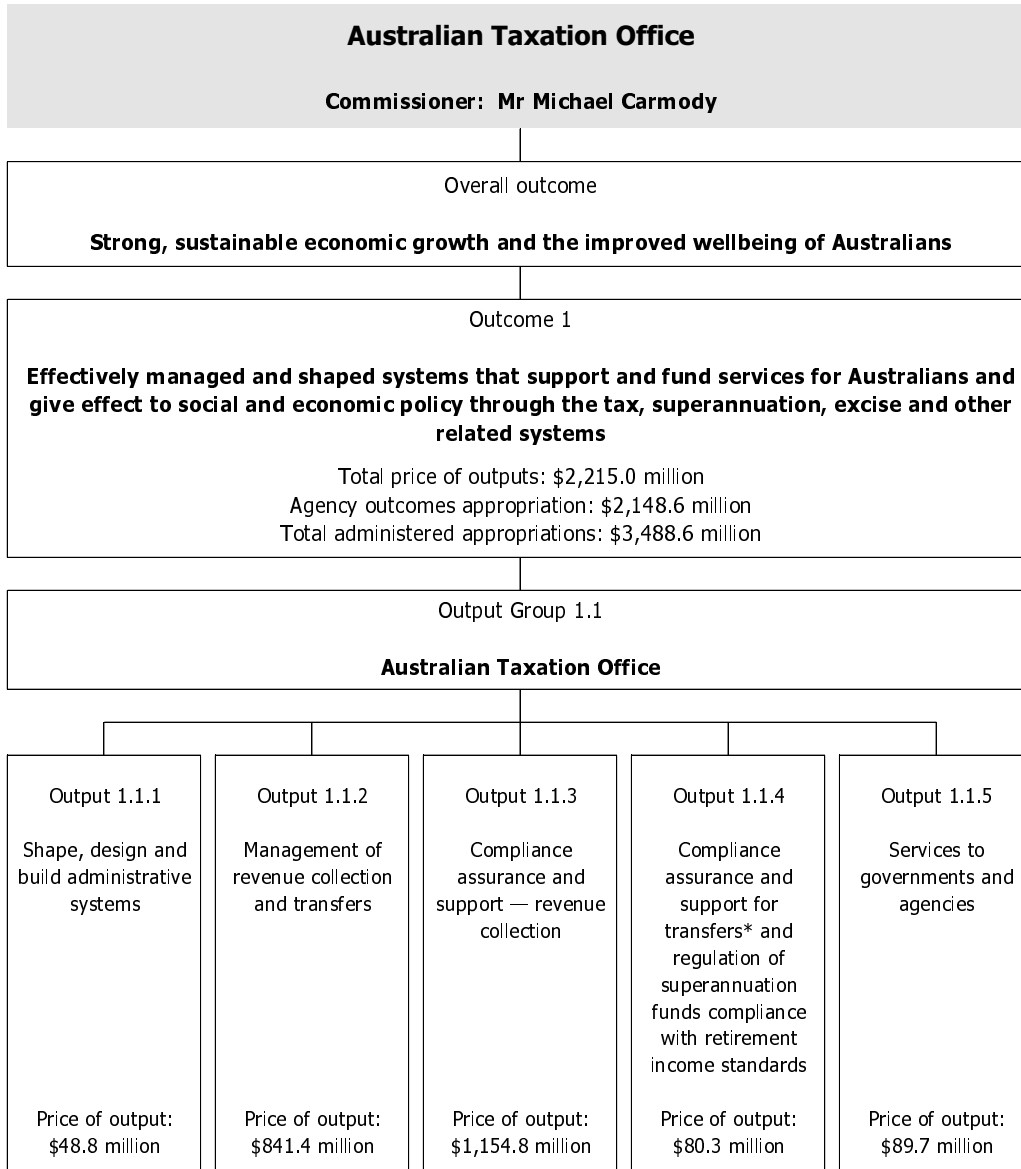 Australian Taxation Office
Commissioner: Mr Michael Carmody
Overall outcome
Strong, sustainable economic growth and the improved wellbeing of Australians
Outcome 1
Effectively managed and shaped systems that support and fund services for Australians and
give effect to social and economic policy through the tax, superannuation, excise and other
related systems
Total price of outputs: $2,215.0 million
Agency outcomes appropriation: $2,148.6 million
Total administered appropriations: $3,488.6 million
Output Group 1.1
Australian Taxation Office
Output 1.1.1
Shape, design and
build administrative
systems
Price of output:
$48.8 million
Output 1.1.2
Management of
revenue collection
and transfers
Price of output:
$841.4 million
Output 1.1.3
Compliance
assurance and
support — revenue
collection
Price of output:
$1,154.8 million
Output 1.1.4
Compliance
assurance and
support for
transfers* and
regulation of
superannuation
funds compliance
with retirement
income standards
Price of output:
$80.3 million
Output 1.1.5
Services to
governments and
agencies
Price of output:
$89.7 million